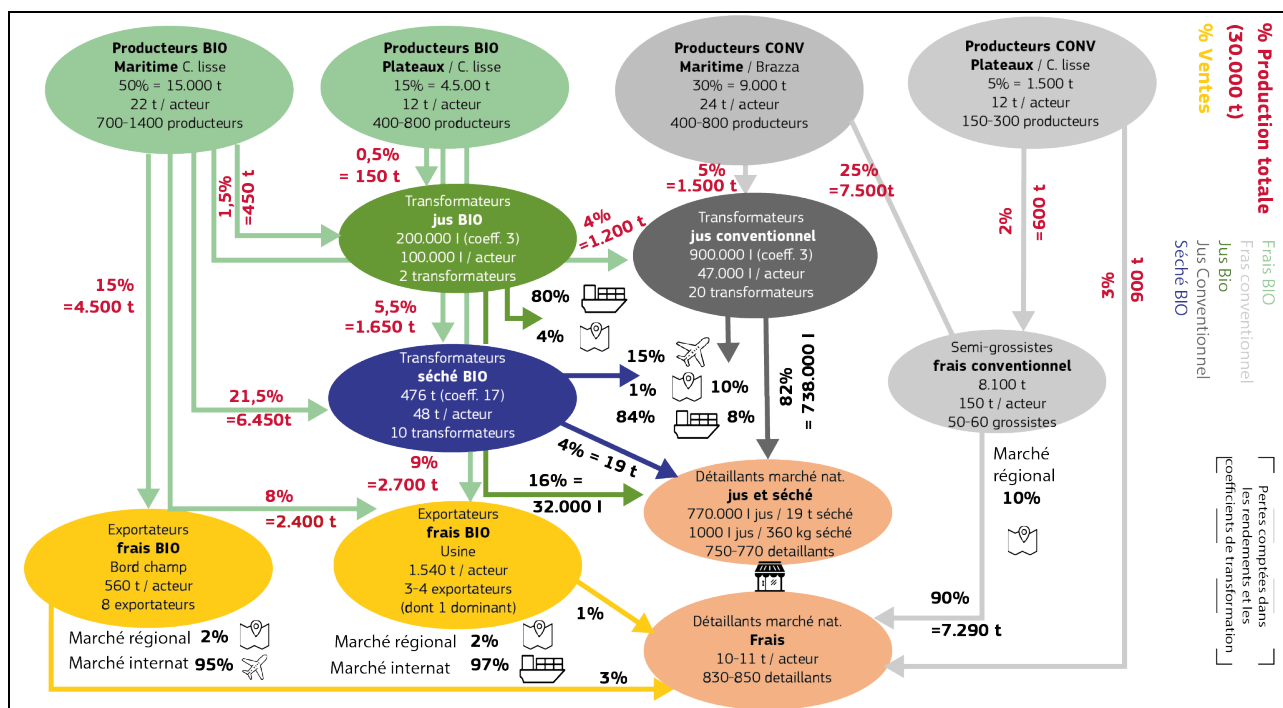 Producteurs BIO
Maritime C. lisse
50% = 15.000 t
22 t / acteur
700-1400 producteurs
Producteurs BIO
Plateaux / C. lisse
15% = 4.5.00 t
12 t / acteur
400-800 producteurs
Producteurs CONV
Maritime / Brazza
30% = 9.000 t
24 t / acteur
400-800 producteurs
Producteurs CONV
Plateaux / C. lisse
5% = 1.500 t
12 t / acteur
150-300 producteurs
% Production totale
(30.000 t)
% Ventes
1,5%
=450 t
0,5%
= 150 t
5%
=1.500 t
25%
=7.500t
2%
=600 t
3%
900 t
Transformateurs
jus BIO
200.000 l (coeff. 3)
100.000 l / acteur
2 transformateurs
4%
=1.200 t
Transformateurs
jus conventionnel
900.000 l (coeff. 3)
47.000 l / acteur
20 transformateurs
Frais BIO
Fras conventionnel
Jus Bio
Jus Conventionnel
Séché BIO
15%
=4.500 t
5,5%
=1.650 t
80%
4%
Transformateurs
séché BIO
476 t (coeff. 17)
48 t / acteur
10 transformateurs
15%
1%
84%
10%
8%
82%
= 738.000 l
Semi-grossistes
frais conventionnel
8.100 t
150 t / acteur
50-60 grossistes
21,5%
=6.450t
4% = 19 t
9%
=2.700 t
16% =
32.000 l
8%
=2.400 t
Détaillants marché nat.
jus et séché
770.000 l jus / 19 t séché
1000 l jus / 360 kg séché
750-770 detaillants
Marché
régional
10%
Pertes comptées dans
les rendements et les
coefficients de transformation
Exportateurs
frais BIO
Bord champ
560 t / acteur
8 exportateurs
Exportateurs
frais BIO
Usine
1.540 t / acteur
3-4 exportateurs
(dont 1 dominant)
1%
90%
=7.290 t
Détaillants marché nat.
Frais
10-11 t / acteur
830-850 detaillants
Marché régional 2%
Marché internat 95%
Marché régional 2%
Marché internat 97%
3%